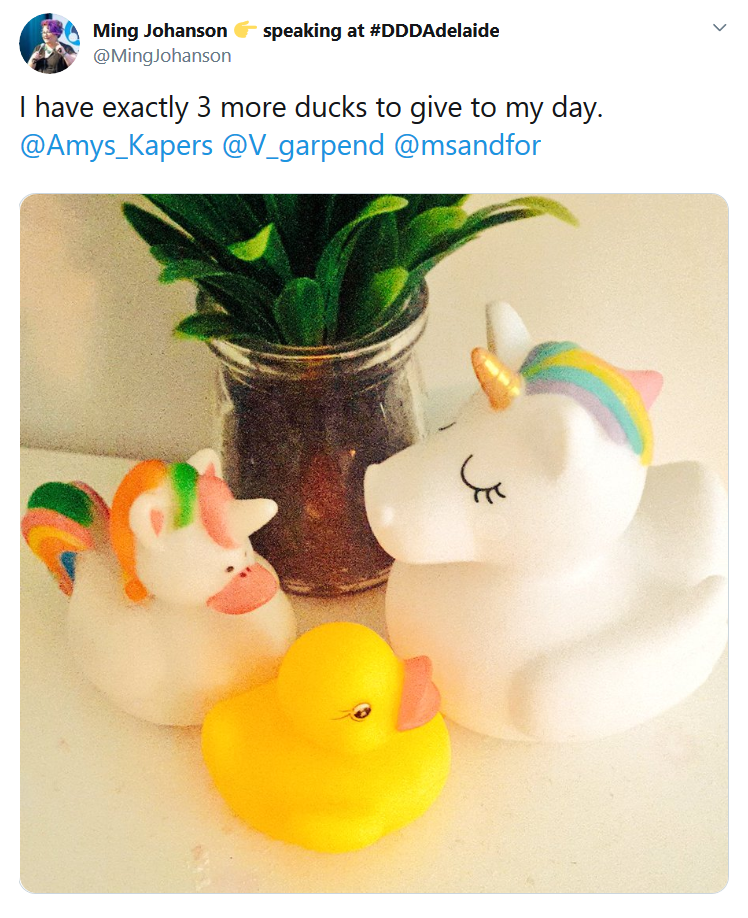 Ming Johanson 👉 speaking at #DDDAdelaide
@MingJohanson
I have exactly 3 more ducks to give to my day.
@Amys_Kapers @V_garpend @msandfor